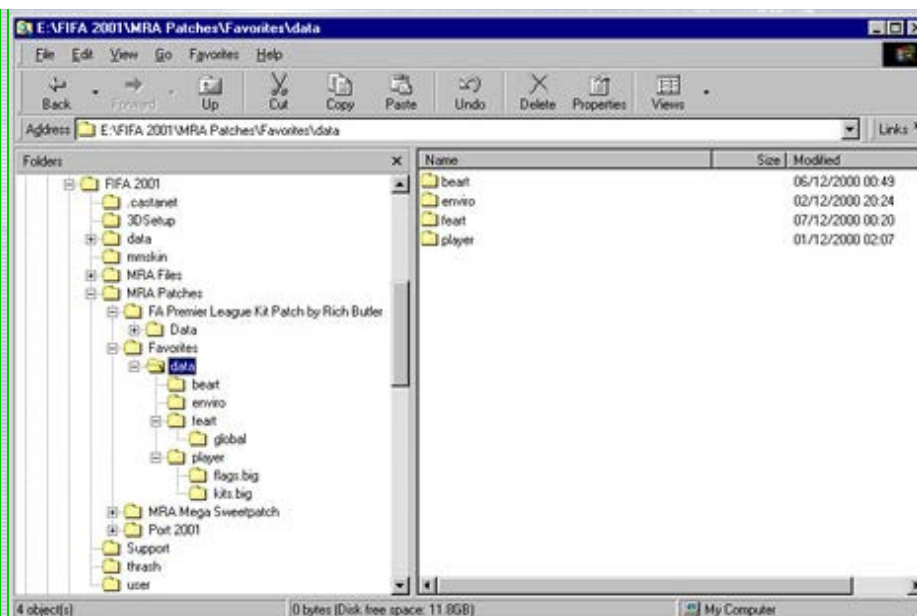 E:\FIFA 2001\MRA Patches\Favorites\data
File Edit View Go Favorites Help
Back Forward Up Cut Copy Paste Undo Delete Properties Views
Address E:\FIFA 2001\MRA Patches\Favorites\data Links
Folders
FIFA 2001
.castanet
3DSetup
data
mmskin
MRA Files
MRA Patches
FA Premier League Kit Patch by Rich Butler
Data
Favorites
data
beart
enviro
feart
global
player
flags.big
kits.big
MRA Mega Sweetpatch
Port 2001
Support
thrash
user
Name Size Modified
beart 06/12/2000 00:49
enviro 02/12/2000 20:24
feart 07/12/2000 00:20
player 01/12/2000 02:07
4 object(s) 0 bytes (Disk free space: 11.8GB) My Computer